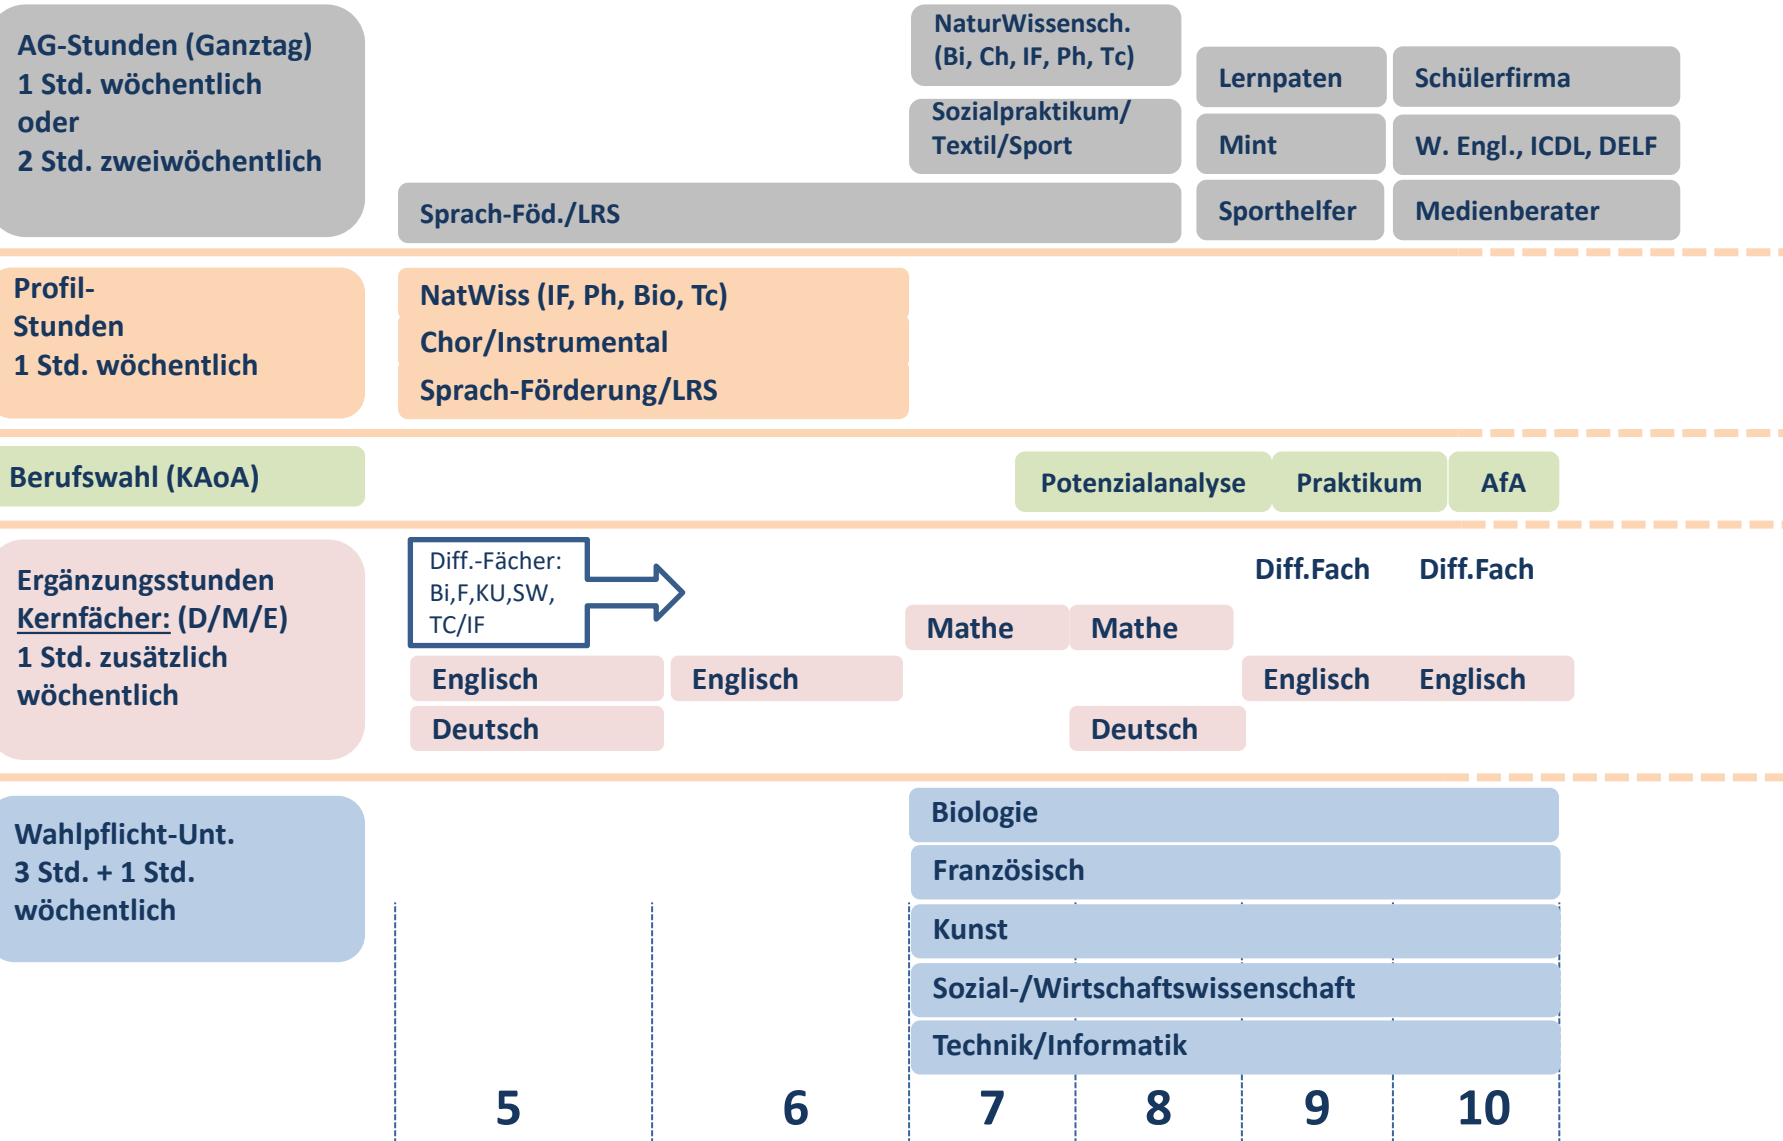 AG-Stunden (Ganztag)
1 Std. wöchentlich
oder
2 Std. zweiwöchentlich
NaturWissensch.
(Bi, Ch, IF, Ph, Tc)
Sozialpraktikum/
Textil/Sport
Sprach-Föd./LRS
Lernpaten
Mint
Sporthelfer
Schülerfirma
W. Engl., ICDL, DELF
Medienberater
Profil-
Stunden
1 Std. wöchentlich
NatWiss (IF, Ph, Bio, Tc)
Chor/Instrumental
Sprach-Förderung/LRS
Berufswahl (KAoA)
Potenzialanalyse
Praktikum
AfA
Ergänzungsstunden
Kernfächer: (D/M/E)
1 Std. zusätzlich
wöchentlich
Diff.-Fächer:
Bi,F,KU,SW,
TC/IF
Diff.Fach
Diff.Fach
Mathe
Mathe
Englisch
Englisch
Englisch
Englisch
Deutsch
Deutsch
Wahlpflicht-Unt.
3 Std. + 1 Std.
wöchentlich
Biologie
Französisch
Kunst
Sozial-/Wirtschaftswissenschaft
Technik/Informatik
5
6
7
8
9
10